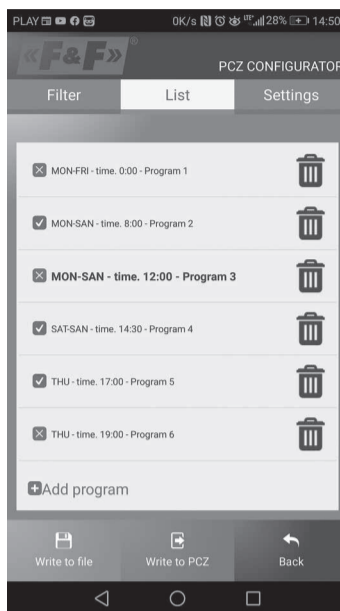 PLAY 0K/s LTE 28% 14:50
«F&F»®
PCZ CONFIGURATOR
Filter List Settings
MON-FRI - time. 0:00 - Program 1
MON-SAN - time. 8:00 - Program 2
MON-SAN - time. 12:00 - Program 3
SAT-SAN - time. 14:30 - Program 4
THU - time. 17:00 - Program 5
THU - time. 19:00 - Program 6
Add program
Write to file Write to PCZ Back